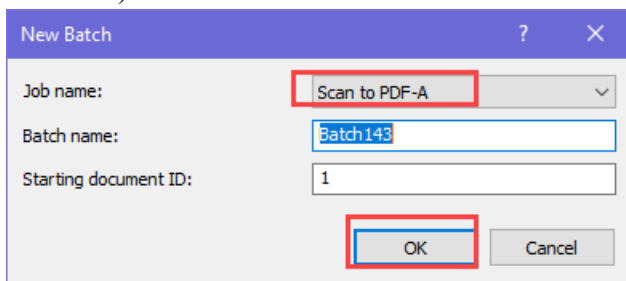 New Batch ? ×
Job name: Scan to PDF-A
Batch name: Batch143
Starting document ID: 1
OK Cancel